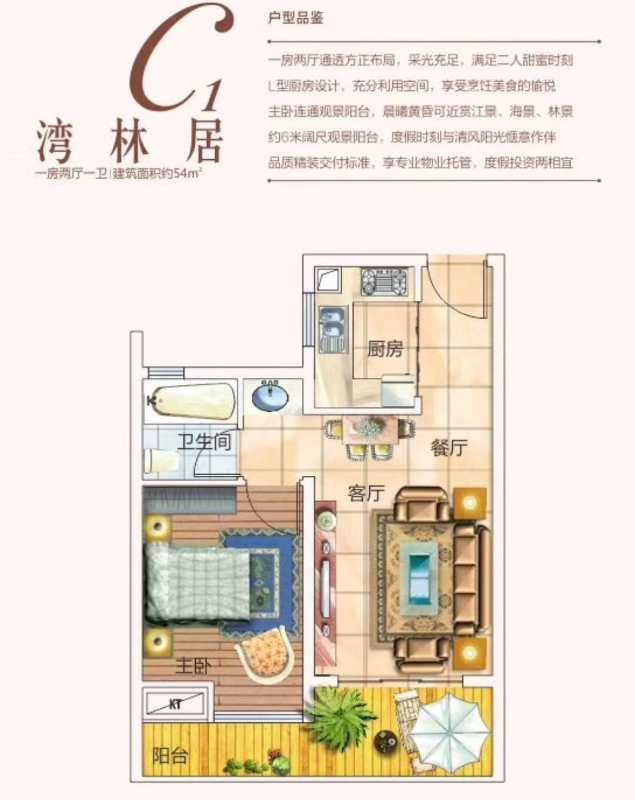 C1
湾林居
一房两厅一卫|建筑面积约54㎡
户型品鉴
一房两厅通透方正布局，采光充足，满足二人甜蜜时刻
L型厨房设计，充分利用空间，享受烹饪美食的愉悦
主卧连通观景阳台，晨曦黄昏可近赏江景、海景、林景
约6米阔尺观景阳台，度假时刻与清风阳光惬意作伴
品质精装交付标准，享专业物业托管，度假投资两相宜
厨房
卫生间
餐厅
客厅
主卧
KT
阳台